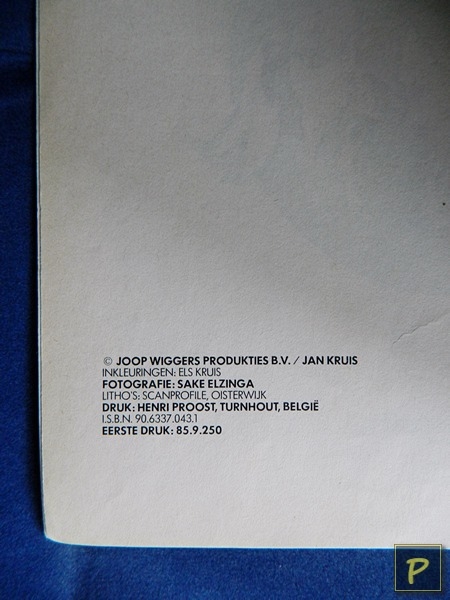 © JOOP WIGGERS PRODUKTIES B.V. / JAN KRUIS
INKLEURINGEN: ELS KRUIS
FOTOGRAFIE: SAKE ELZINGA
LITHO'S: SCANPROFILE, OISTERWIJK
DRUK: HENRI PROOST, TURNHOUT, BELGIË
I.S.B.N. 90.6337.043.1
EERSTE DRUK: 85.9.250
P